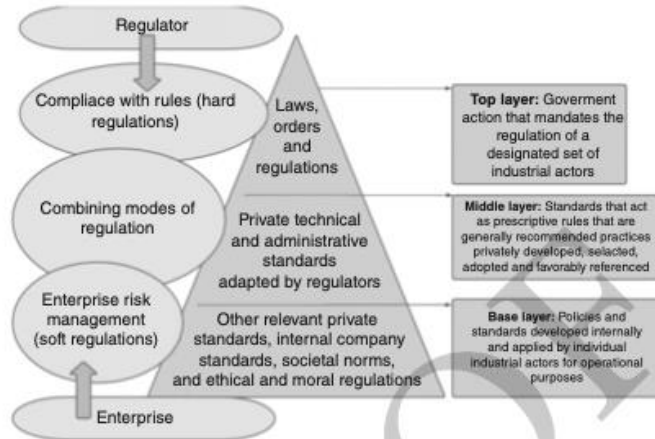 Regulator
Compliace with rules (hard
regulations)
Combining modes of
regulation
Enterprise risk
management
(soft regulations)
Enterprise
Laws,
orders
and
regulations
Private technical
and administrative
standards
adapted by regulators
Other relevant private
standards, internal company
standards, societal norms,
and ethical and moral regulations
Top layer: Goverment
action that mandates the
regulation of a
designated set of
industrial actors
Middle layer: Standards that act
as prescriptive rules that are
generally recommended practices
privately developed, selacted,
adopted and favorably referenced
Base layer: Policies and
standards developed internally
and applied by individual
industrial actors for operational
purposes